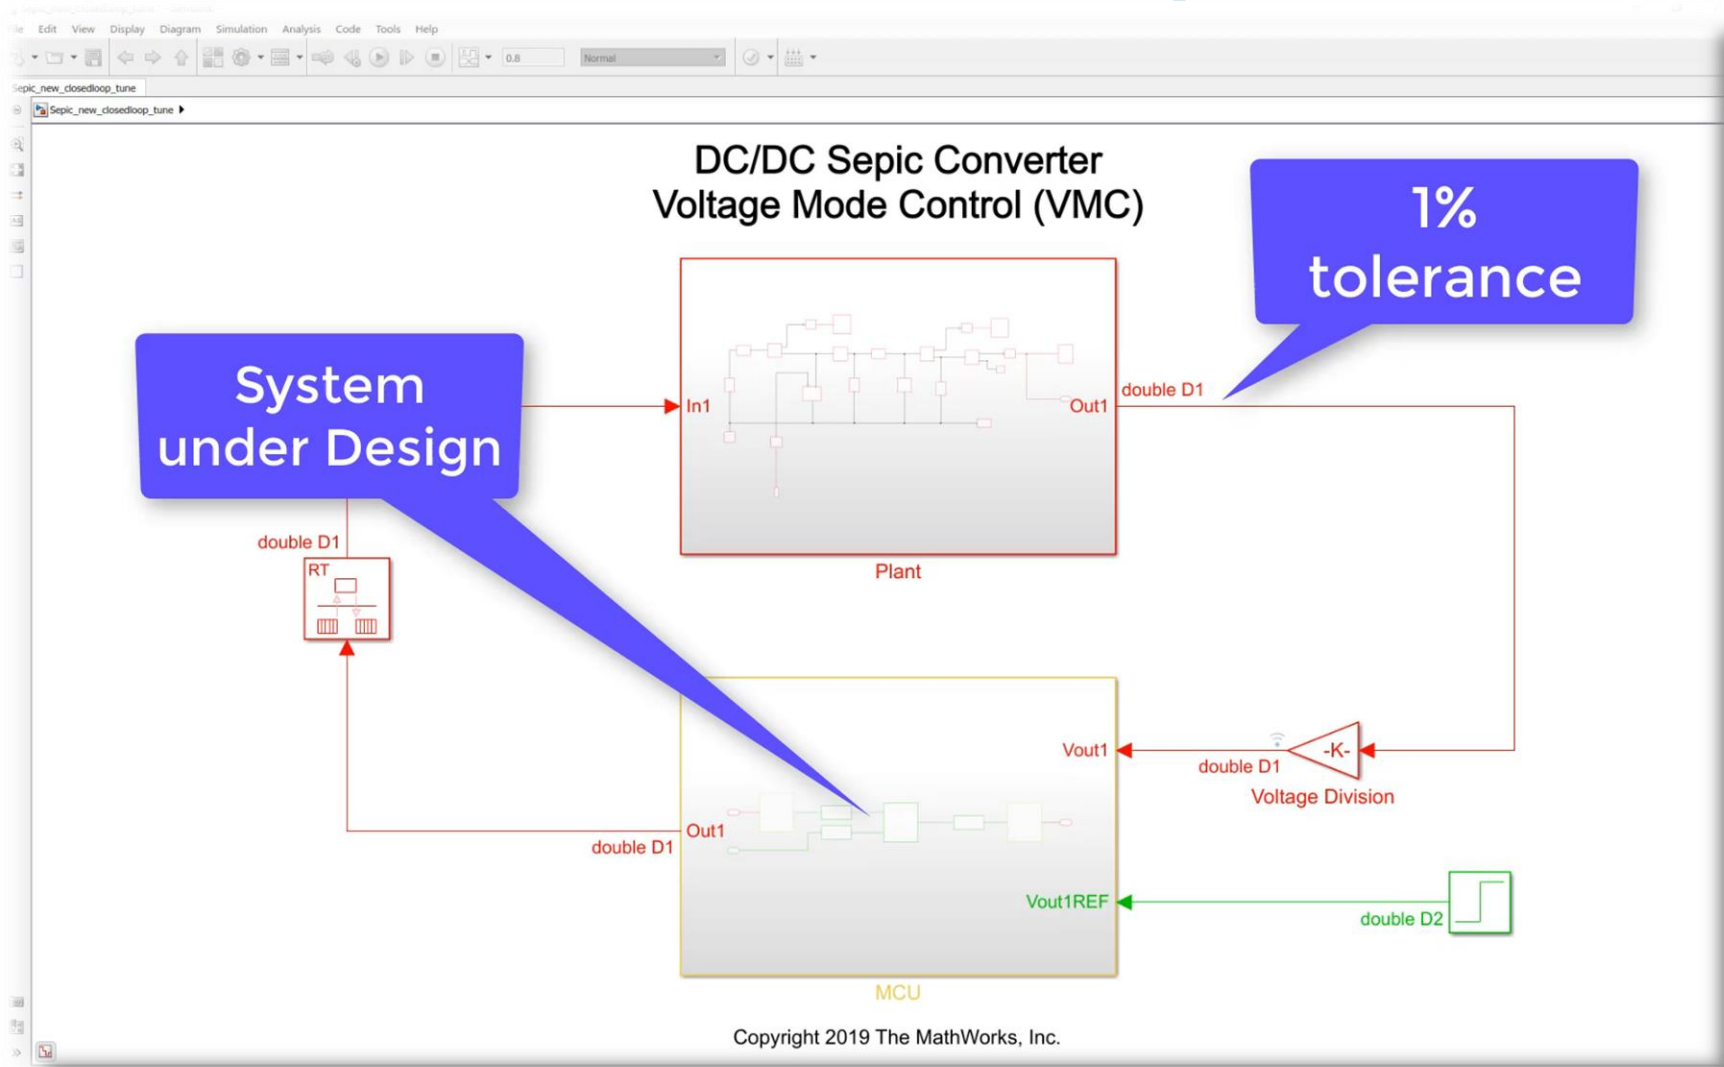 Edit View Display Diagram Simulation Analysis Code Tools Help
0.8
Normal
Sepic_new_closedloop_tune
Sepic_new_closedloop_tune
DC/DC Sepic Converter
Voltage Mode Control (VMC)
1%
tolerance
System
under Design
In1
Out1
double D1
Plant
double D1
RT
Vout1
-K-
double D1
Voltage Division
Out1
double D1
Vout1REF
double D2
MCU
Copyright 2019 The MathWorks, Inc.